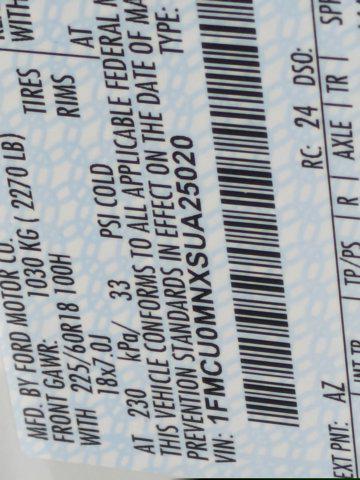 MFD. BY FORD MOTOR CO.
FRONT GAWR: 1030 KG ( 2270 LB)
WITH 225/60R18 100H TIRES
18x7.0J RIMS
AT 230 kPa/ 33 PSI COLD AT
THIS VEHICLE CONFORMS TO ALL APPLICABLE FEDERAL
PREVENTION STANDARDS IN EFFECT ON THE DATE OF
VIN: 1FMCU0MNXSUA25020 TYPE:
RC: 24 DSO:
EXT PNT: AZ
TP/PS R AXLE TR